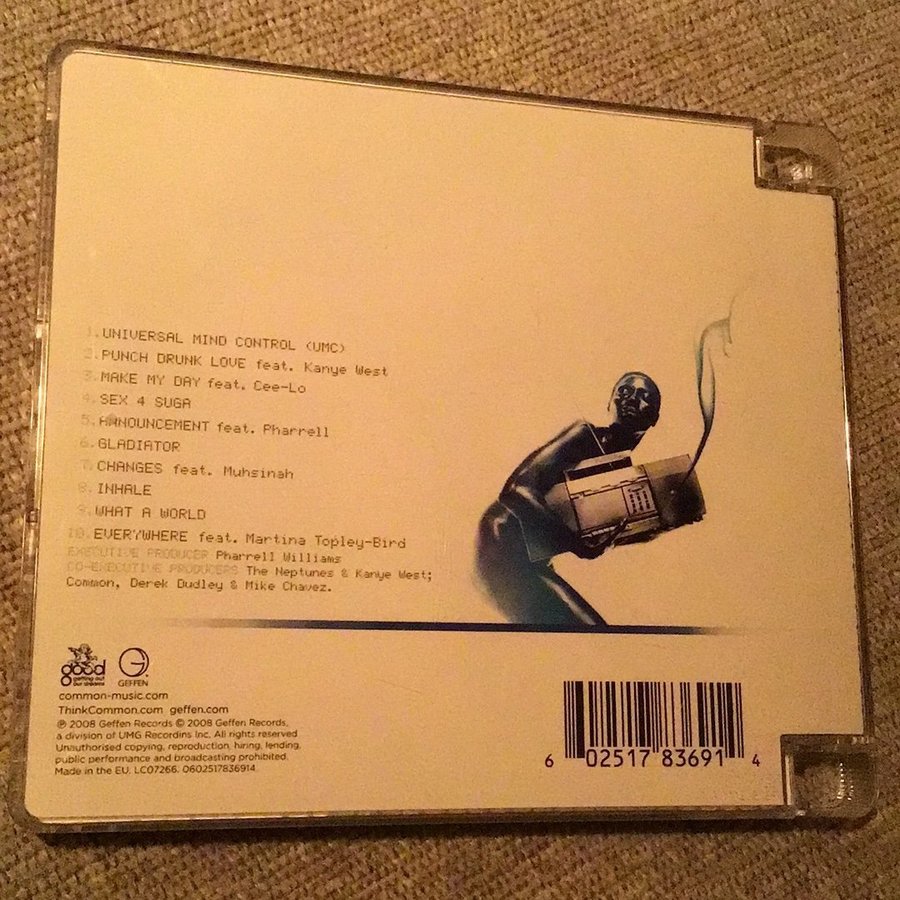 1. UNIVERSAL MIND CONTROL (UMC)
2. PUNCH DRUNK LOVE feat. Kanye West
3. MAKE MY DAY feat. Cee-Lo
4. SEX 4 SUGA
5. ANNOUNCEMENT feat. Pharrell
6. GLADIATOR
7. CHANGES feat. Muhsinah
8. INHALE
9. WHAT A WORLD
10. EVERYWHERE feat. Martina Topley-Bird
EXECUTIVE PRODUCER Pharrell Williams
CO-EXECUTIVE PRODUCERS The Neptunes & Kanye West;
Common, Derek Dudley & Mike Chavez.
good
getting out
our dreams
G
GEFFEN
common-music.com
ThinkCommon.com geffen.com
℗ 2008 Geffen Records © 2008 Geffen Records,
a division of UMG Recordins Inc. All rights reserved
Unauthorised copying, reproduction, hiring, lending,
public performance and broadcasting prohibited.
Made in the EU. LC07266. 0602517836914.
6 02517 83691 4